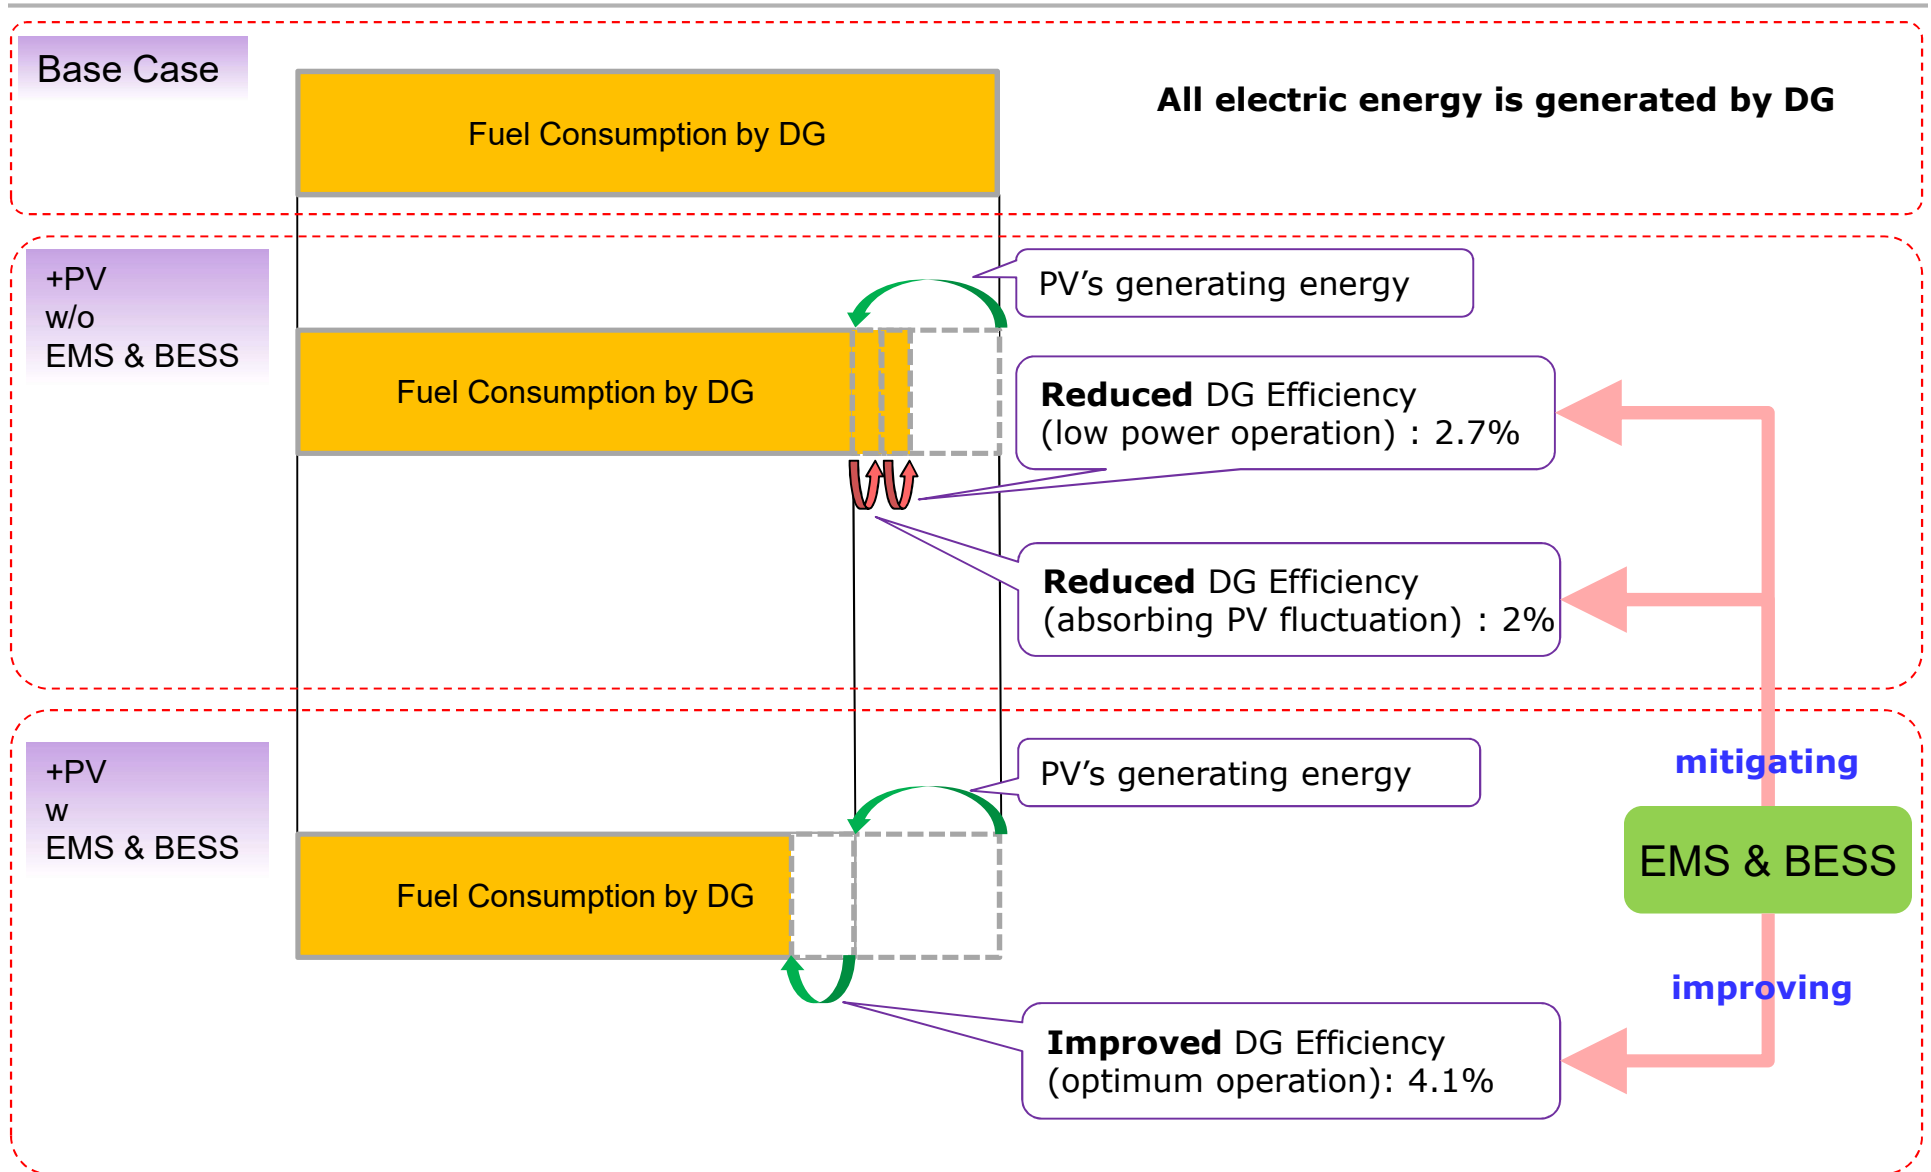 Base Case
All electric energy is generated by DG
Fuel Consumption by DG
+PV
w/o
EMS & BESS
PV’s generating energy
Fuel Consumption by DG
Reduced DG Efficiency
(low power operation) : 2.7%
Reduced DG Efficiency
(absorbing PV fluctuation) : 2%
+PV
w
EMS & BESS
PV’s generating energy
mitigating
EMS & BESS
Fuel Consumption by DG
improving
Improved DG Efficiency
(optimum operation): 4.1%